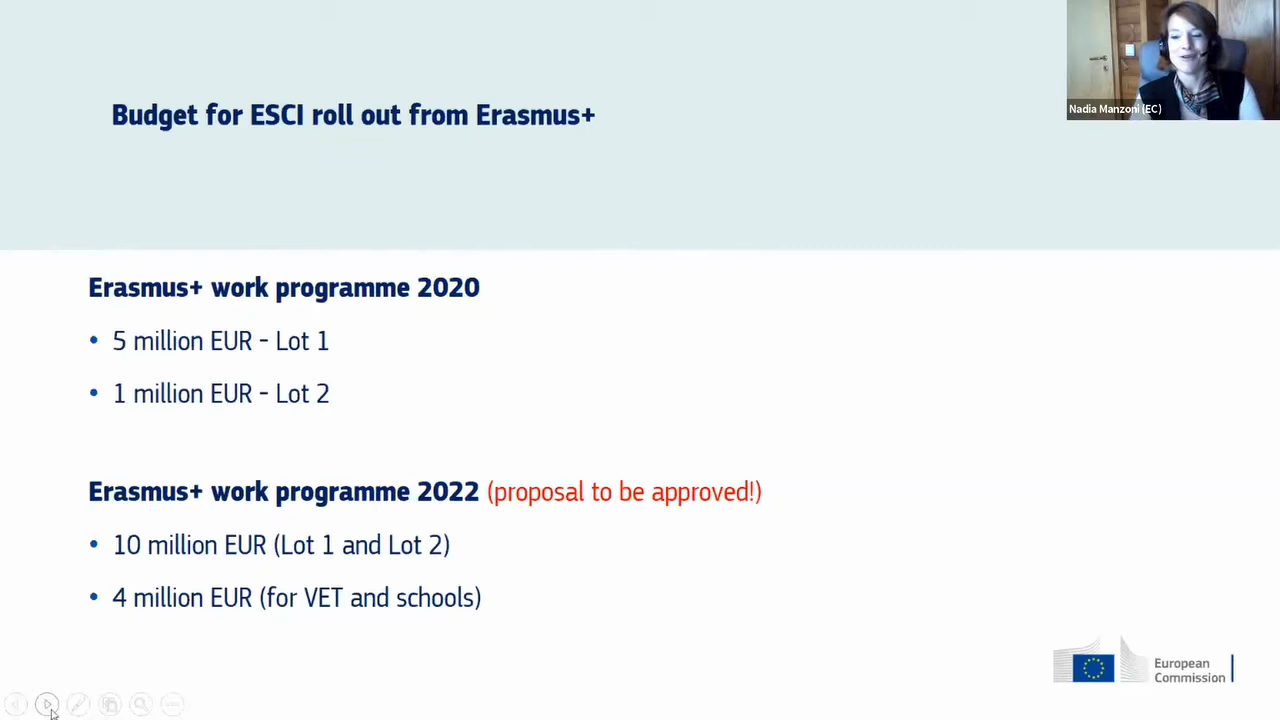 Budget for ESCI roll out from Erasmus+
Nadia Manzoni (EC)
Erasmus+ work programme 2020
• 5 million EUR - Lot 1
• 1 million EUR - Lot 2
Erasmus+ work programme 2022 (proposal to be approved!)
• 10 million EUR (Lot 1 and Lot 2)
• 4 million EUR (for VET and schools)
European
Commission